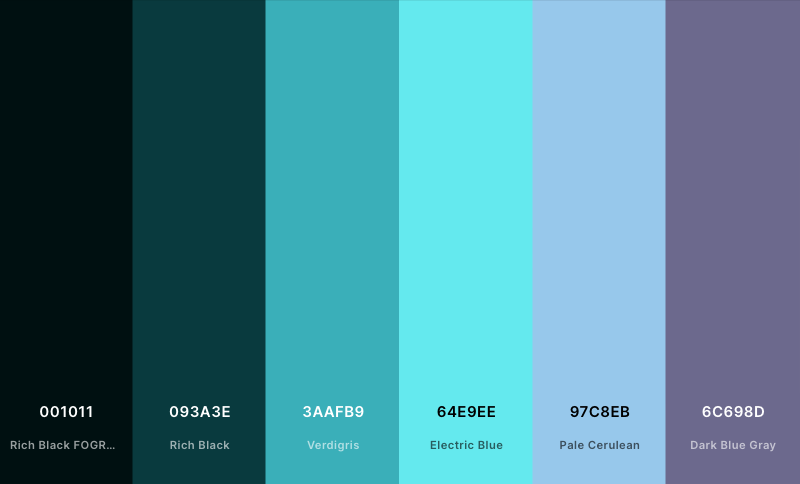 001011
093A3E
3AAFB9
64E9EE
97C8EB
6C698D
Rich Black FOGR...
Rich Black
Verdigris
Electric Blue
Pale Cerulean
Dark Blue Gray